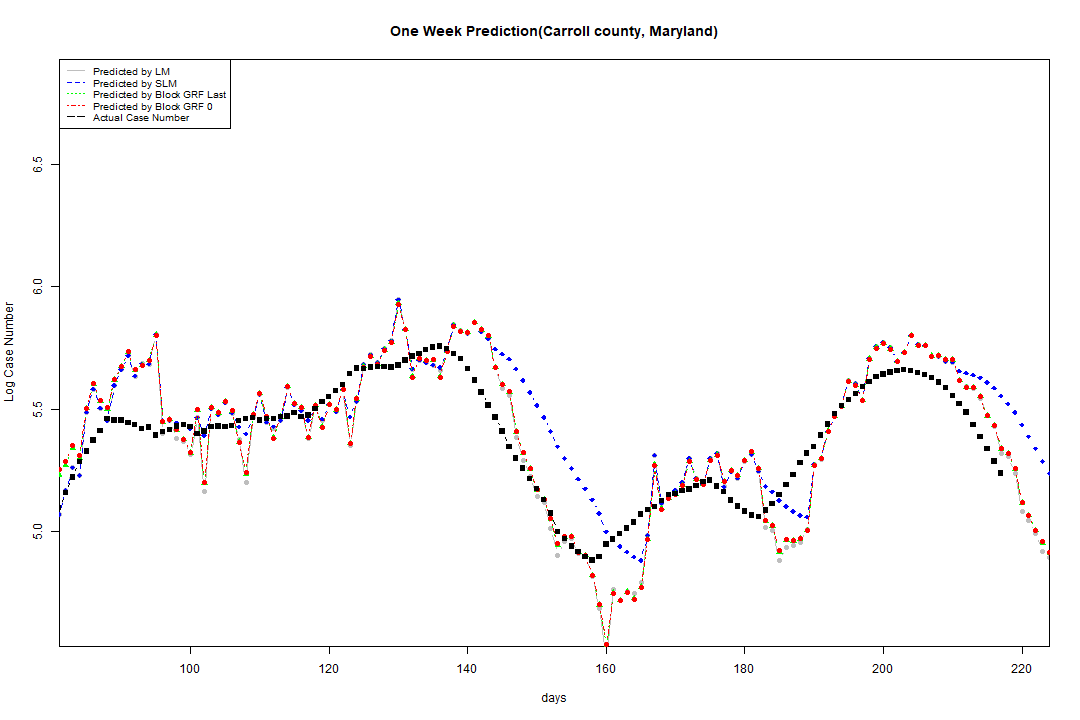 One Week Prediction(Carroll county, Maryland)
Predicted by LM
Predicted by SLM
Predicted by Block GRF Last
Predicted by Block GRF 0
Actual Case Number
6.5
6.0
5.5
5.0
Log Case Number
100 120 140 160 180 200 220
days